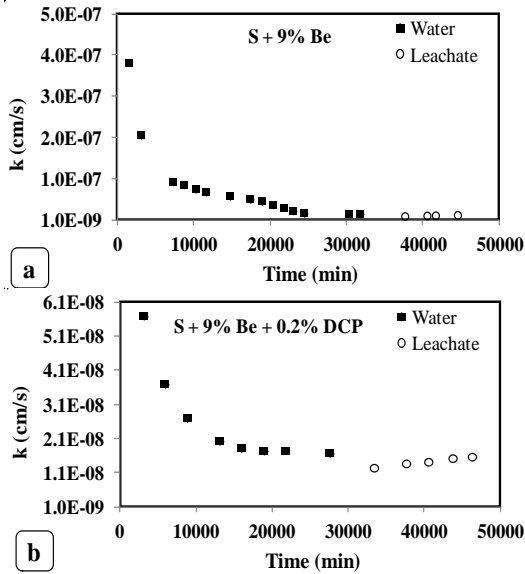 5.0E-07
S + 9% Be
Water
Leachate
4.0E-07
3.0E-07
2.0E-07
1.0E-07
1.0E-09
k (cm/s)
0 10000 20000 30000 40000 50000
Time (min)
a
6.1E-08
S + 9% Be + 0.2% DCP
Water
Leachate
5.1E-08
4.1E-08
3.1E-08
2.1E-08
1.1E-08
1.0E-09
k (cm/s)
0 10000 20000 30000 40000 50000
Time (min)
b